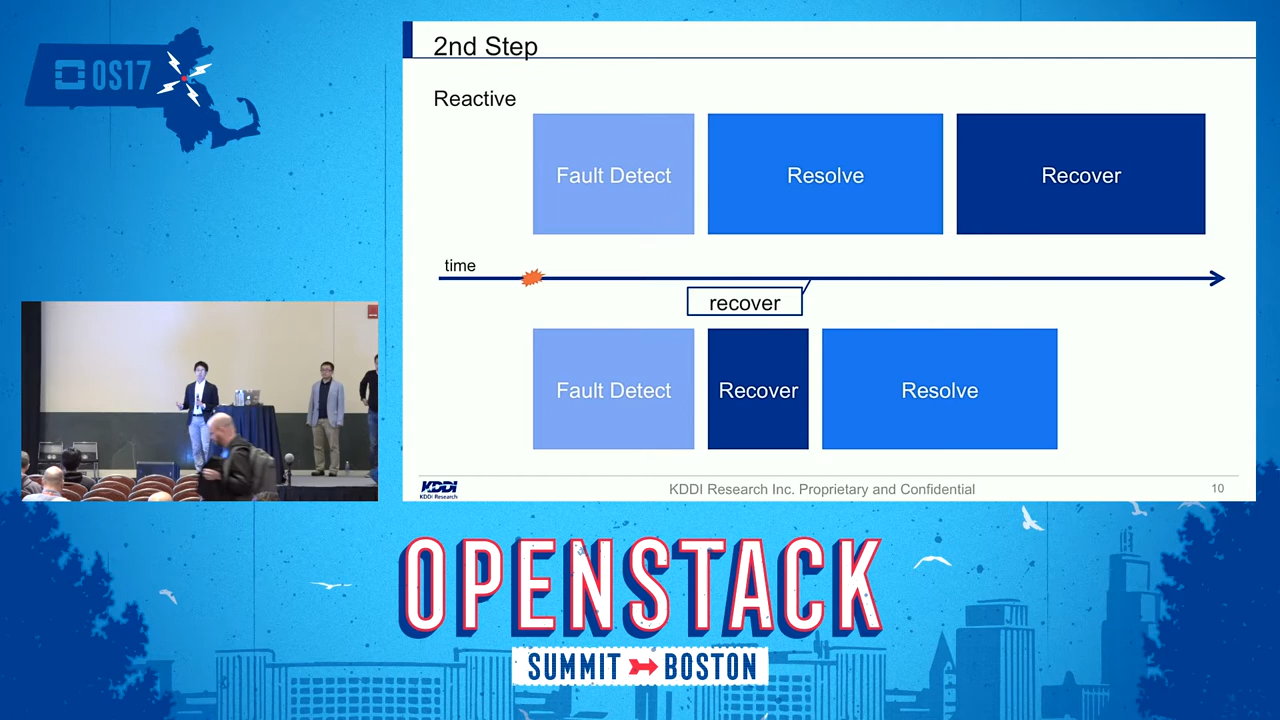 OS17
2nd Step
Reactive
Fault Detect
Resolve
Recover
time
recover
Fault Detect
Recover
Resolve
KDDI
KDDI Research
KDDI Research Inc. Proprietary and Confidential
10
OPENSTACK
SUMMIT BOSTON